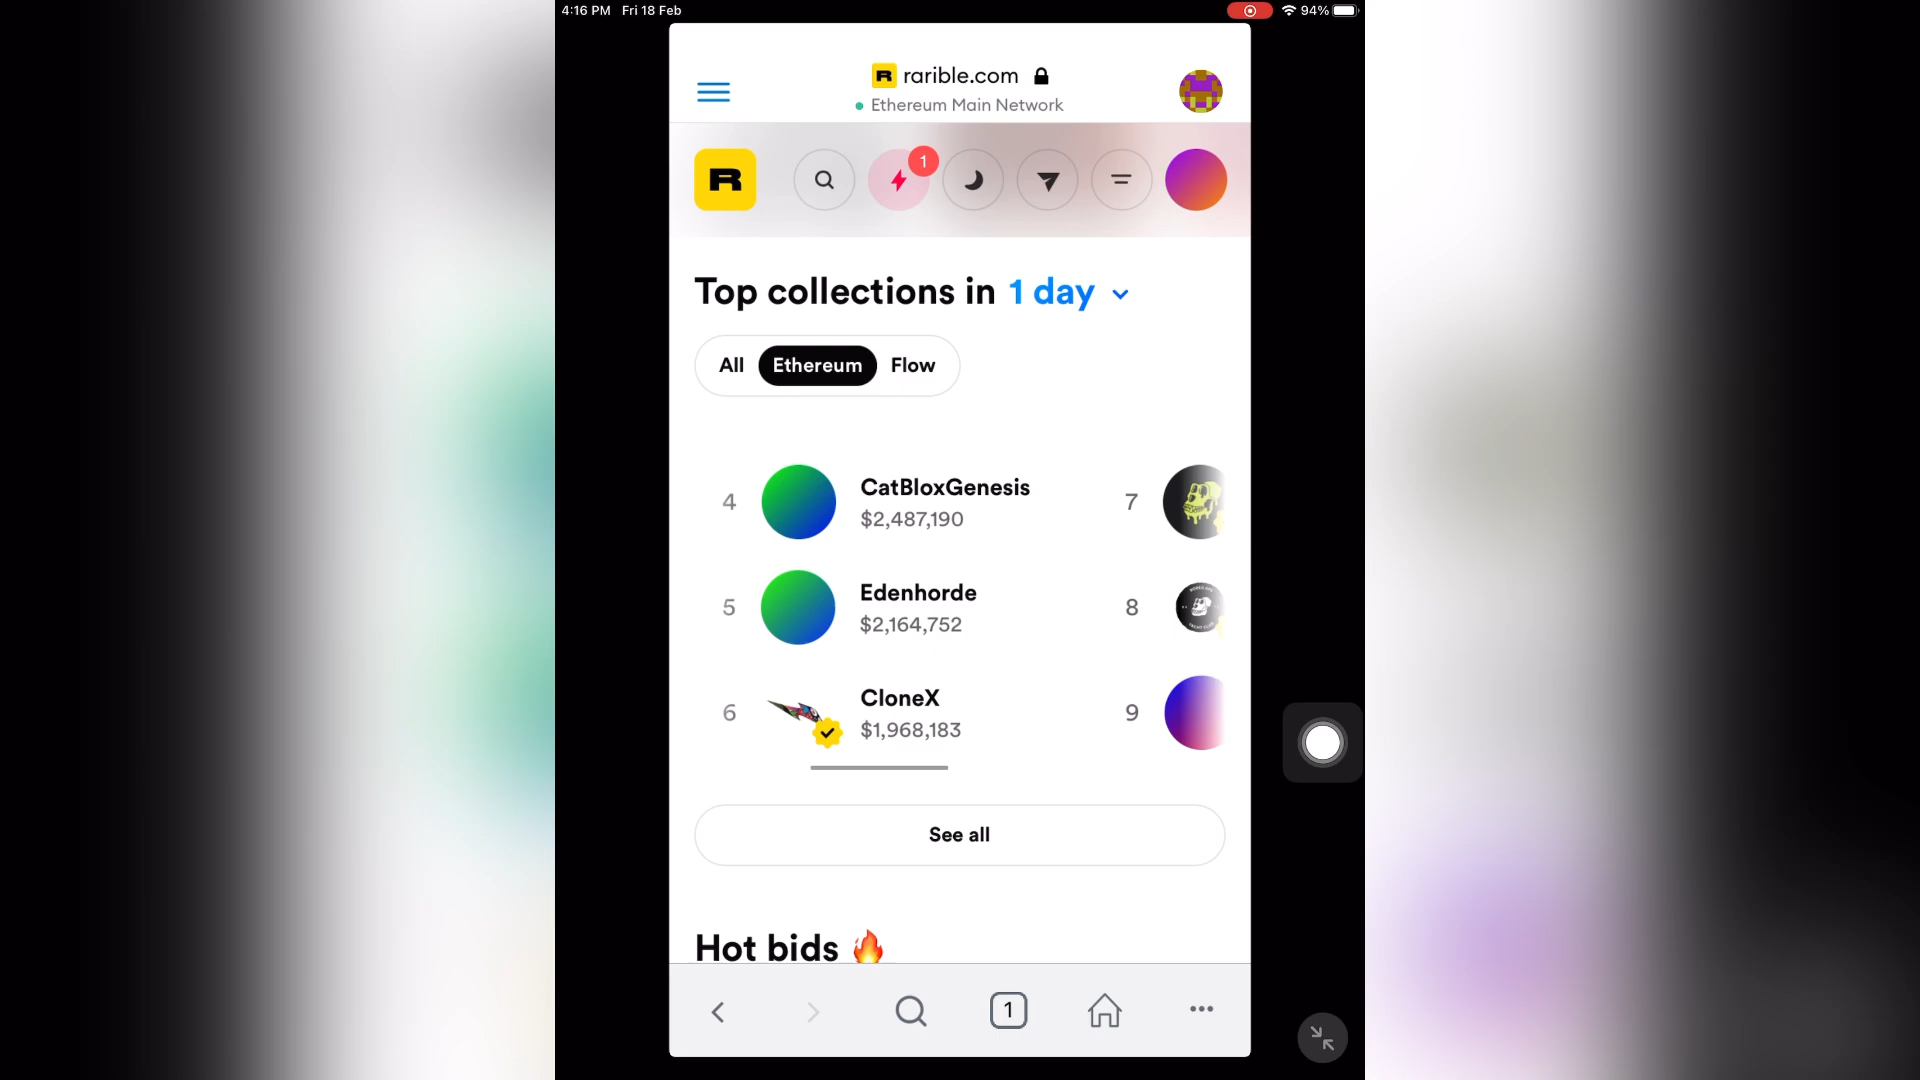 4:16 PM Fri 18 Feb
94%
R rarible.com
Ethereum Main Network
R
1
Top collections in 1 day
All Ethereum Flow
4 CatBloxGenesis 7
$2,487,190
5 Edenhorde 8
$2,164,752
6 CloneX 9
$1,968,183
See all
Hot bids 🔥
1